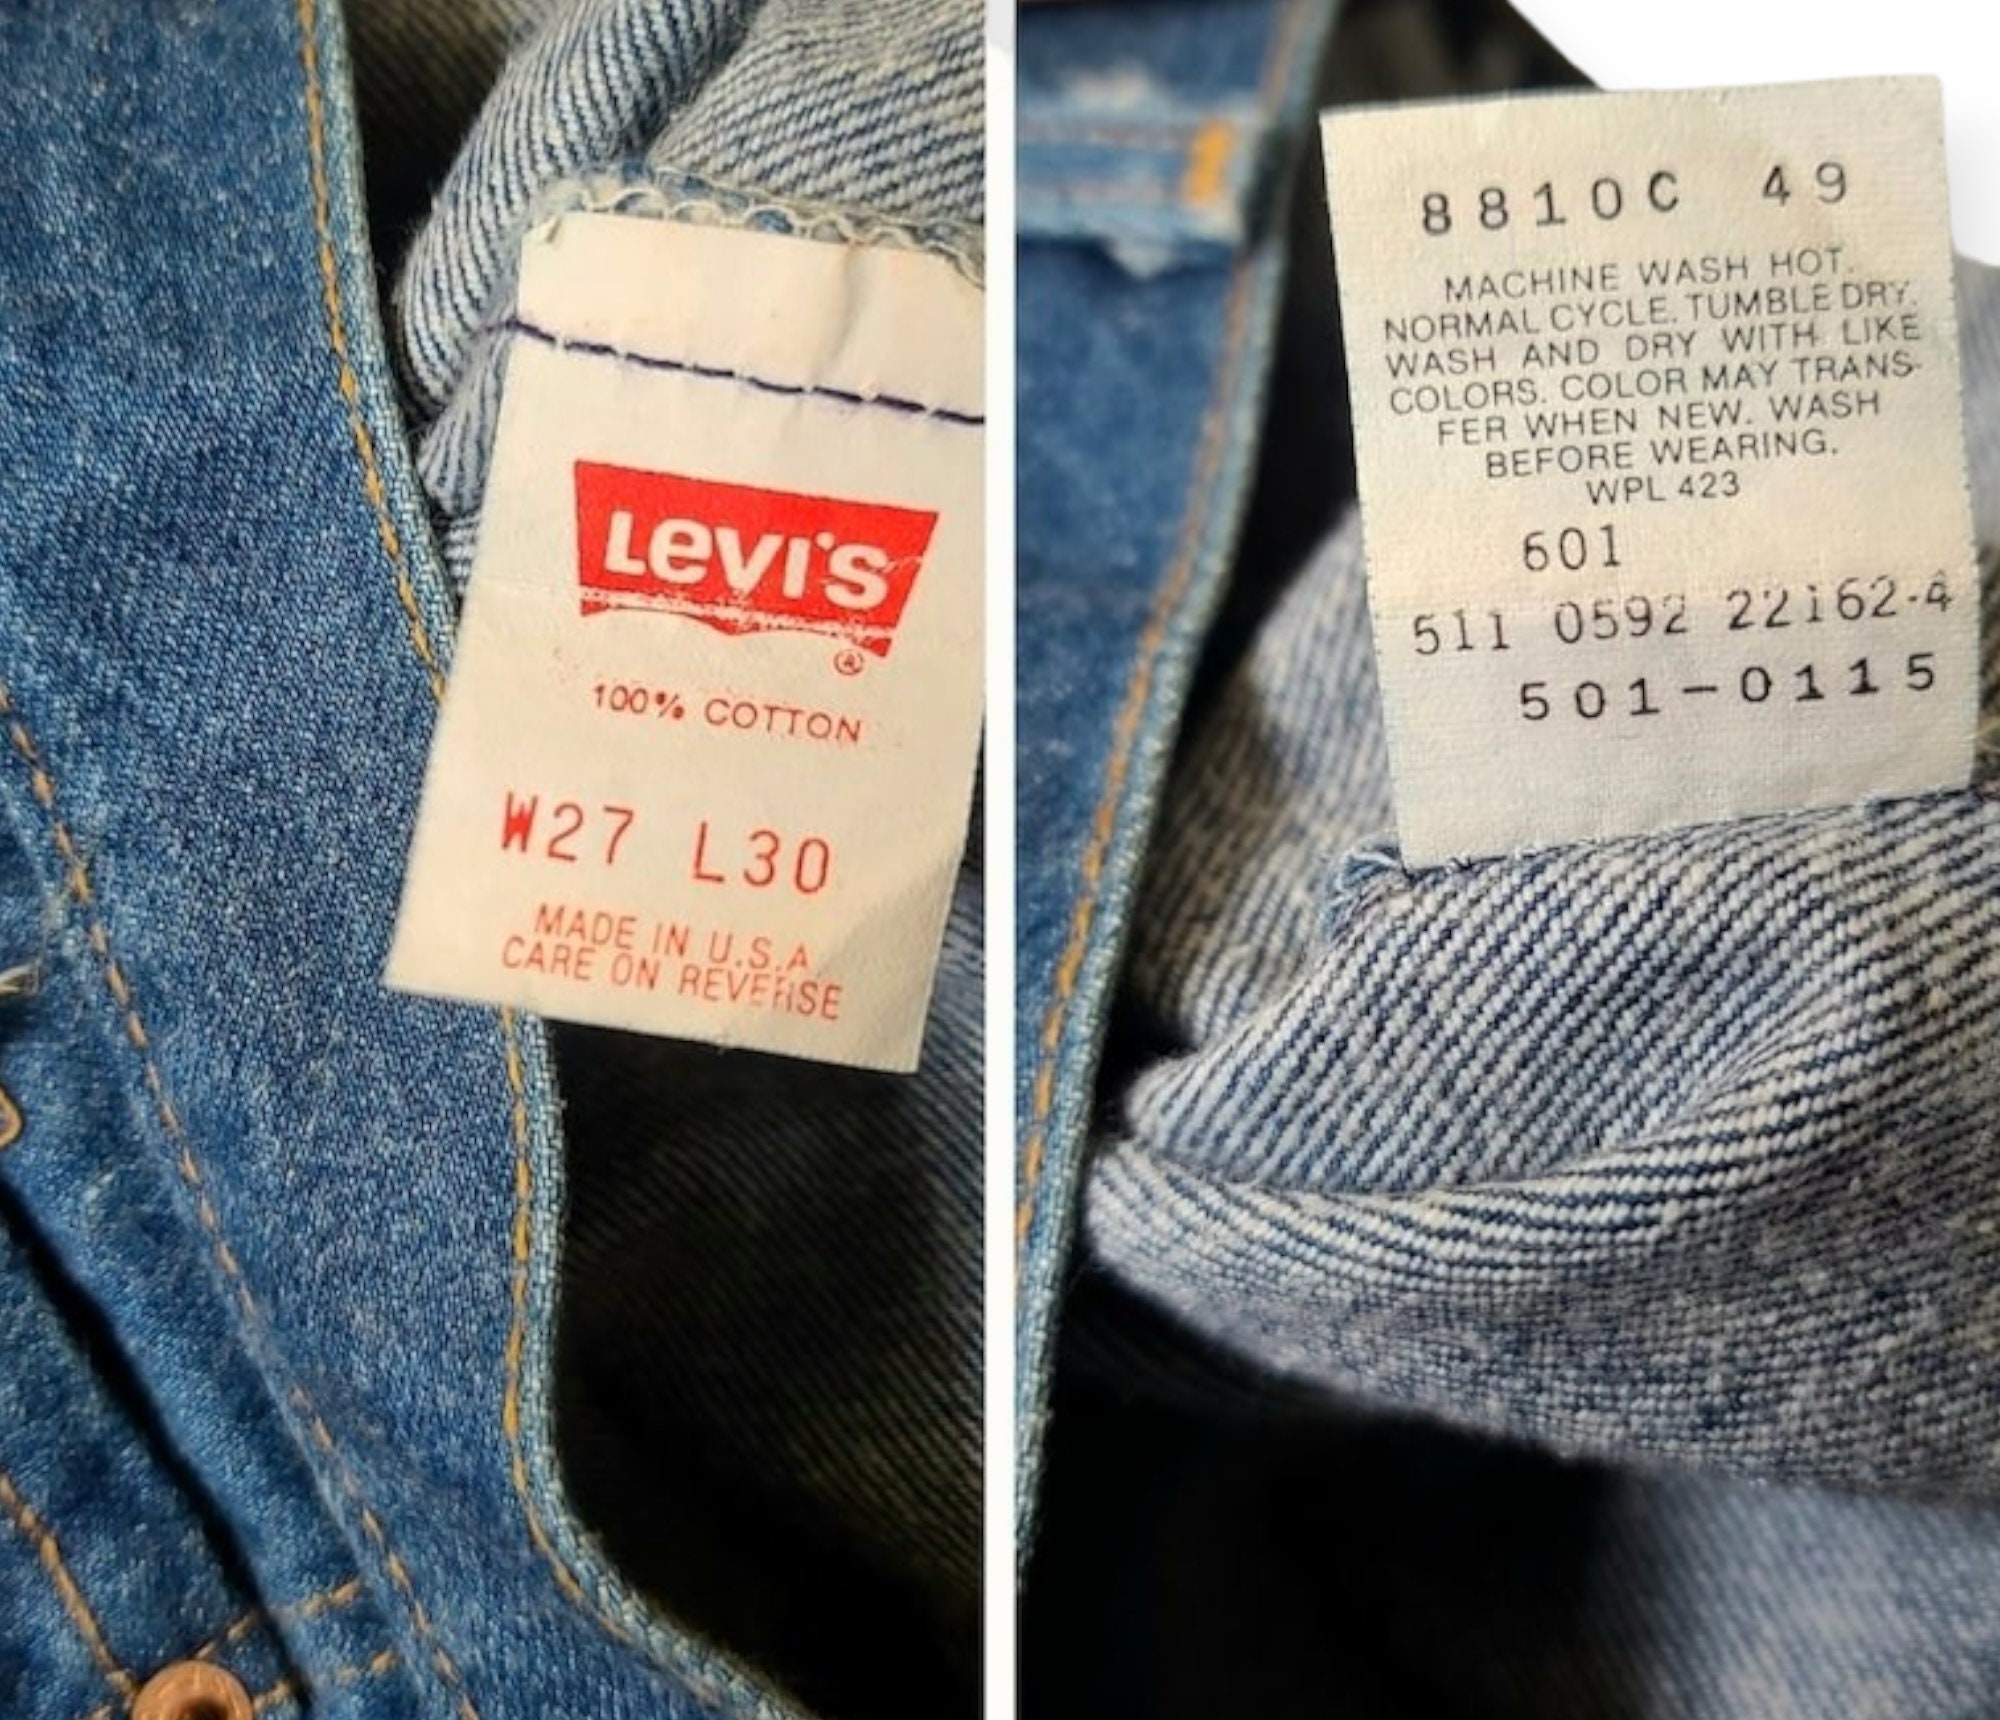 LEVI'S
®
100% COTTON
W27 L30
MADE IN U.S.A.
CARE ON REVERSE
8810C 49
MACHINE WASH HOT.
NORMAL CYCLE. TUMBLE DRY.
WASH AND DRY WITH LIKE
COLORS. COLOR MAY TRANS-
FER WHEN NEW. WASH
BEFORE WEARING.
WPL 423
601
511 0592 22162-4
501-0115